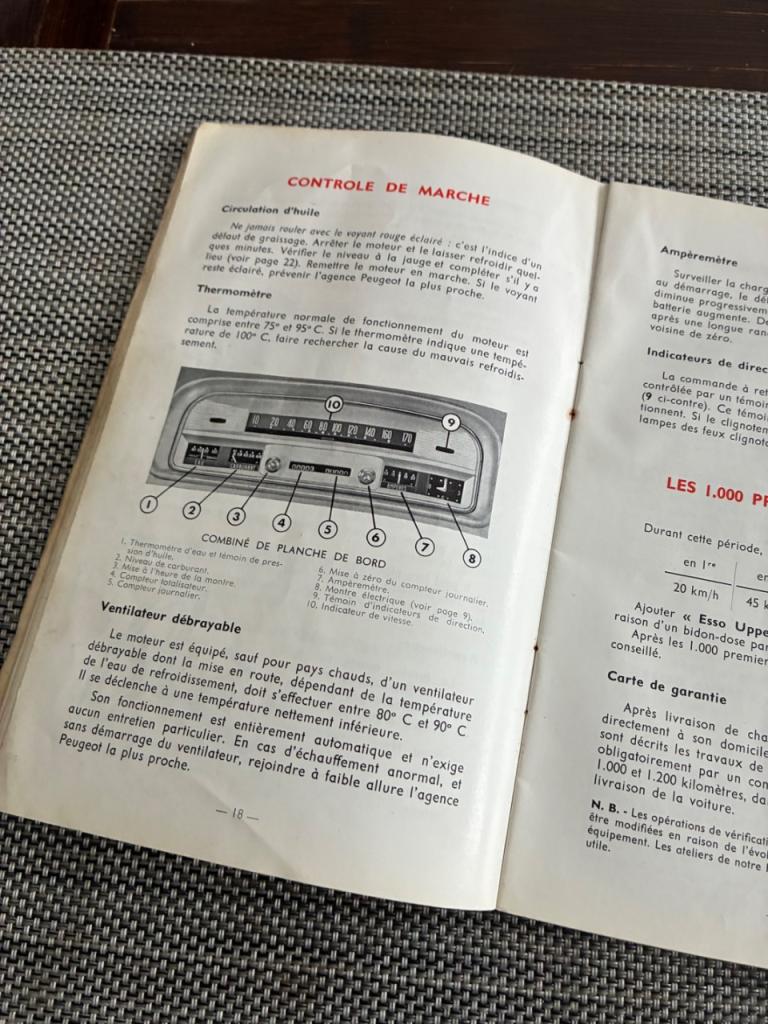 CONTROLE DE MARCHE
Circulation d'huile
Ne jamais rouler avec le voyant rouge éclairé : c'est l'indice d'un
défaut de graissage. Arrêter le moteur et le laisser refroidir quel-
ques minutes. Vérifier le niveau à la jauge et compléter s'il y a
lieu (voir page 22). Remettre le moteur en marche. Si le voyant
reste éclairé, prévenir l'agence Peugeot la plus proche.
Thermomètre
La température normale de fonctionnement du moteur est
comprise entre 75° et 95° C. Si le thermomètre indique une tempé-
rature de 100° C, faire rechercher la cause du mauvais refroidis-
sement.
10
9
10 20 40 60 80 100 120 140 160 170
EAU
CARBURANT
AMPERES
1
2
3
4
5
6
7
8
COMBINÉ DE PLANCHE DE BORD
1. Thermomètre d'eau et témoin de pres-
sion d'huile.
2. Niveau de carburant.
3. Mise à l'heure de la montre.
4. Compteur totalisateur.
5. Compteur journalier.
6. Mise à zéro du compteur journalier.
7. Ampèremètre.
8. Montre électrique (voir page 9).
9. Témoin d'indicateurs de direction.
10. Indicateur de vitesse.
Ventilateur débrayable
Le moteur est équipé, sauf pour pays chauds, d'un ventilateur
débrayable dont la mise en route, dépendant de la température
de l'eau de refroidissement, doit s'effectuer entre 80° C et 90° C
Il se déclenche à une température nettement inférieure.
Son fonctionnement est entièrement automatique et n'exige
aucun entretien particulier. En cas d'échauffement anormal, et
sans démarrage du ventilateur, rejoindre à faible allure l'agence
Peugeot la plus proche.
— 18 —
Ampèremètre
Surveiller la charg
au démarrage, le dé
diminue progressivem
batterie augmente. De
après une longue ran
voisine de zéro.
Indicateurs de direc
La commande à ret
contrôlée par un témoi
(9 ci-contre). Ce témoi
tionnent. Si le clignoten
lampes des feux clignot
LES 1.000 PR
Durant cette période,
en 1re
en
20 km/h
45 k
Ajouter « Esso Uppe
raison d'un bidon-dose par
Après les 1.000 premier
conseillé.
Carte de garantie
Après livraison de cha
directement à son domicile
sont décrits les travaux de
obligatoirement par un con
1.000 et 1.200 kilomètres, da
livraison de la voiture.
N. B. - Les opérations de vérificati
être modifiées en raison de l'évol
équipement. Les ateliers de notre
utile.